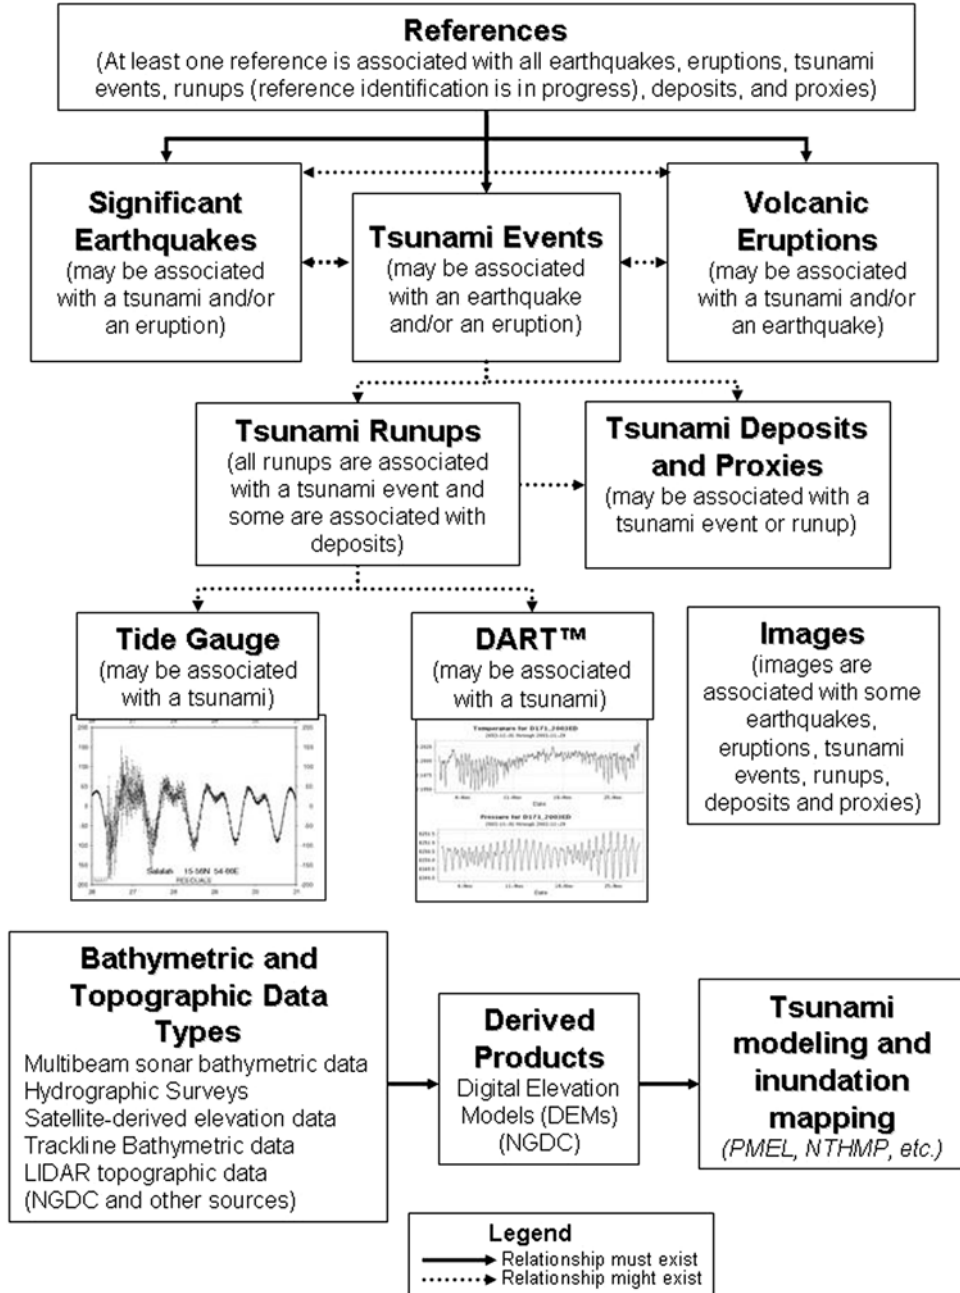 References
(At least one reference is associated with all earthquakes, eruptions, tsunami
events, runups (reference identification is in progress), deposits, and proxies)
Significant
Earthquakes
(may be associated
with a tsunami and/or
an eruption)
Tsunami Events
(may be associated
with an earthquake
and/or an eruption)
Volcanic
Eruptions
(may be associated
with a tsunami and/or
an earthquake)
Tsunami Runups
(all runups are associated
with a tsunami event and
some are associated with
deposits)
Tsunami Deposits
and Proxies
(may be associated with a
tsunami event or runup)
Tide Gauge
(may be associated
with a tsunami)
Salalah
RESIDUALS
DART™
(may be associated
with a tsunami)
Temperature for
Date
Pressure for
Date
Images
(images are
associated with some
earthquakes,
eruptions, tsunami
events, runups,
deposits and proxies)
Bathymetric and
Topographic Data
Types
Multibeam sonar bathymetric data
Hydrographic Surveys
Satellite-derived elevation data
Trackline Bathymetric data
LIDAR topographic data
(NGDC and other sources)
Derived
Products
Digital Elevation
Models (DEMs)
(NGDC)
Tsunami
modeling and
inundation
mapping
(PMEL, NTHMP, etc.)
Legend
Relationship must exist
Relationship might exist